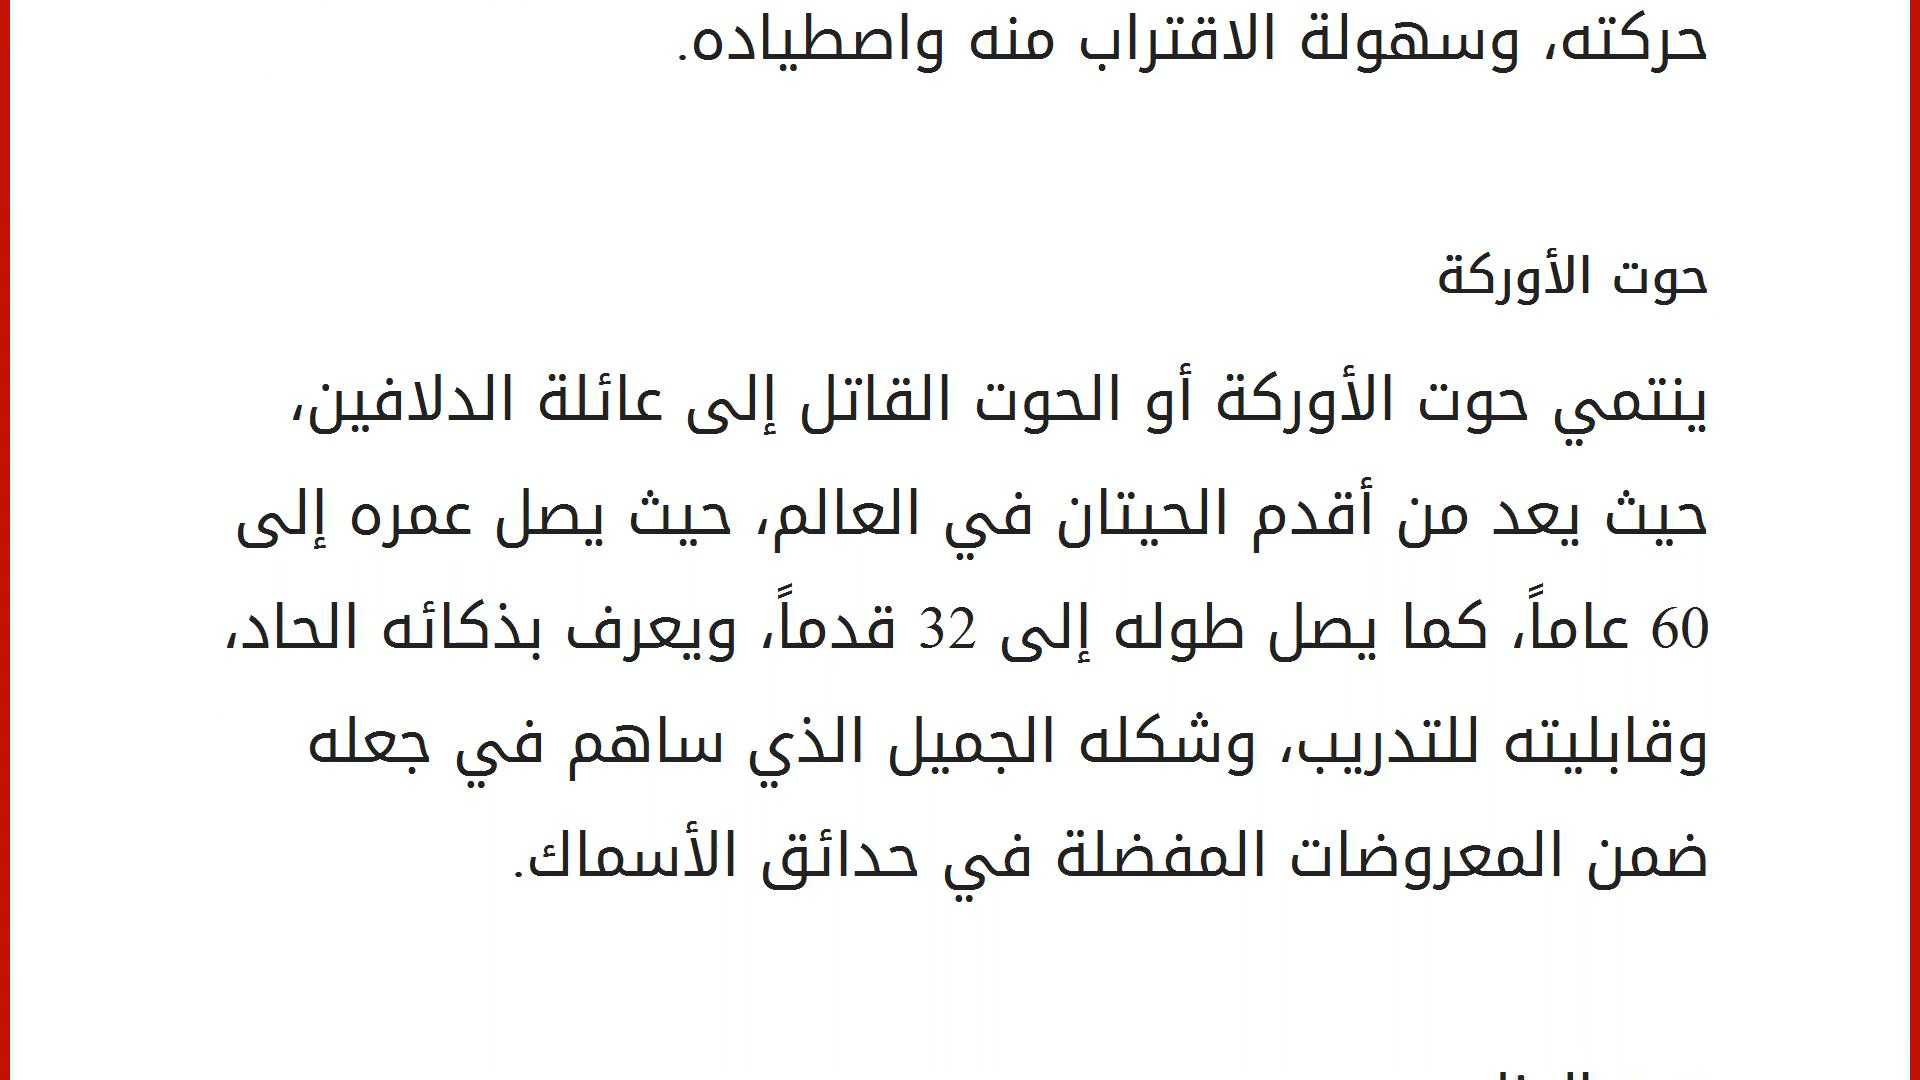 حركته، وسهولة الاقتراب منه واصطياده.
حوت الأوركة
ينتمي حوت الأوركة أو الحوت القاتل إلى عائلة الدلافين،
حيث يعد من أقدم الحيتان في العالم، حيث يصل عمره إلى
60 عاماً، كما يصل طوله إلى 32 قدماً، ويعرف بذكائه الحاد،
وقابليته للتدريب، وشكله الجميل الذي ساهم في جعله
ضمن المعروضات المفضلة في حدائق الأسماك.